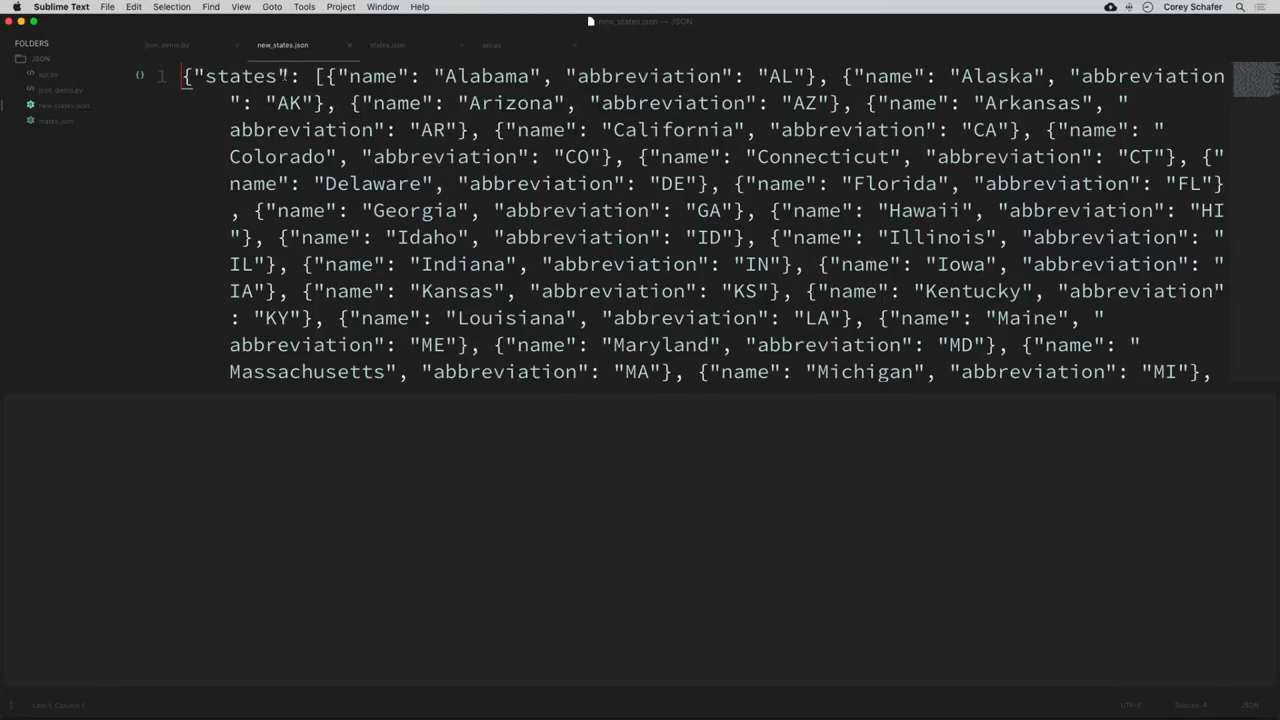 Sublime Text File Edit Selection Find View Goto Tools Project Window Help Corey Schafer
new_states.json — JSON
FOLDERS
JSON
api.py
json_demo.py
new_states.json
states.json
json_demo.py × new_states.json × states.json × api.py ×
{} 1 {"states": [{"name": "Alabama", "abbreviation": "AL"}, {"name": "Alaska", "abbreviation
": "AK"}, {"name": "Arizona", "abbreviation": "AZ"}, {"name": "Arkansas", "
abbreviation": "AR"}, {"name": "California", "abbreviation": "CA"}, {"name": "
Colorado", "abbreviation": "CO"}, {"name": "Connecticut", "abbreviation": "CT"}, {"
name": "Delaware", "abbreviation": "DE"}, {"name": "Florida", "abbreviation": "FL"}
, {"name": "Georgia", "abbreviation": "GA"}, {"name": "Hawaii", "abbreviation": "HI
"}, {"name": "Idaho", "abbreviation": "ID"}, {"name": "Illinois", "abbreviation": "
IL"}, {"name": "Indiana", "abbreviation": "IN"}, {"name": "Iowa", "abbreviation": "
IA"}, {"name": "Kansas", "abbreviation": "KS"}, {"name": "Kentucky", "abbreviation"
: "KY"}, {"name": "Louisiana", "abbreviation": "LA"}, {"name": "Maine", "
abbreviation": "ME"}, {"name": "Maryland", "abbreviation": "MD"}, {"name": "
Massachusetts", "abbreviation": "MA"}, {"name": "Michigan", "abbreviation": "MI"},
Line 1, Column 1 UTF-8 Spaces: 4 JSON